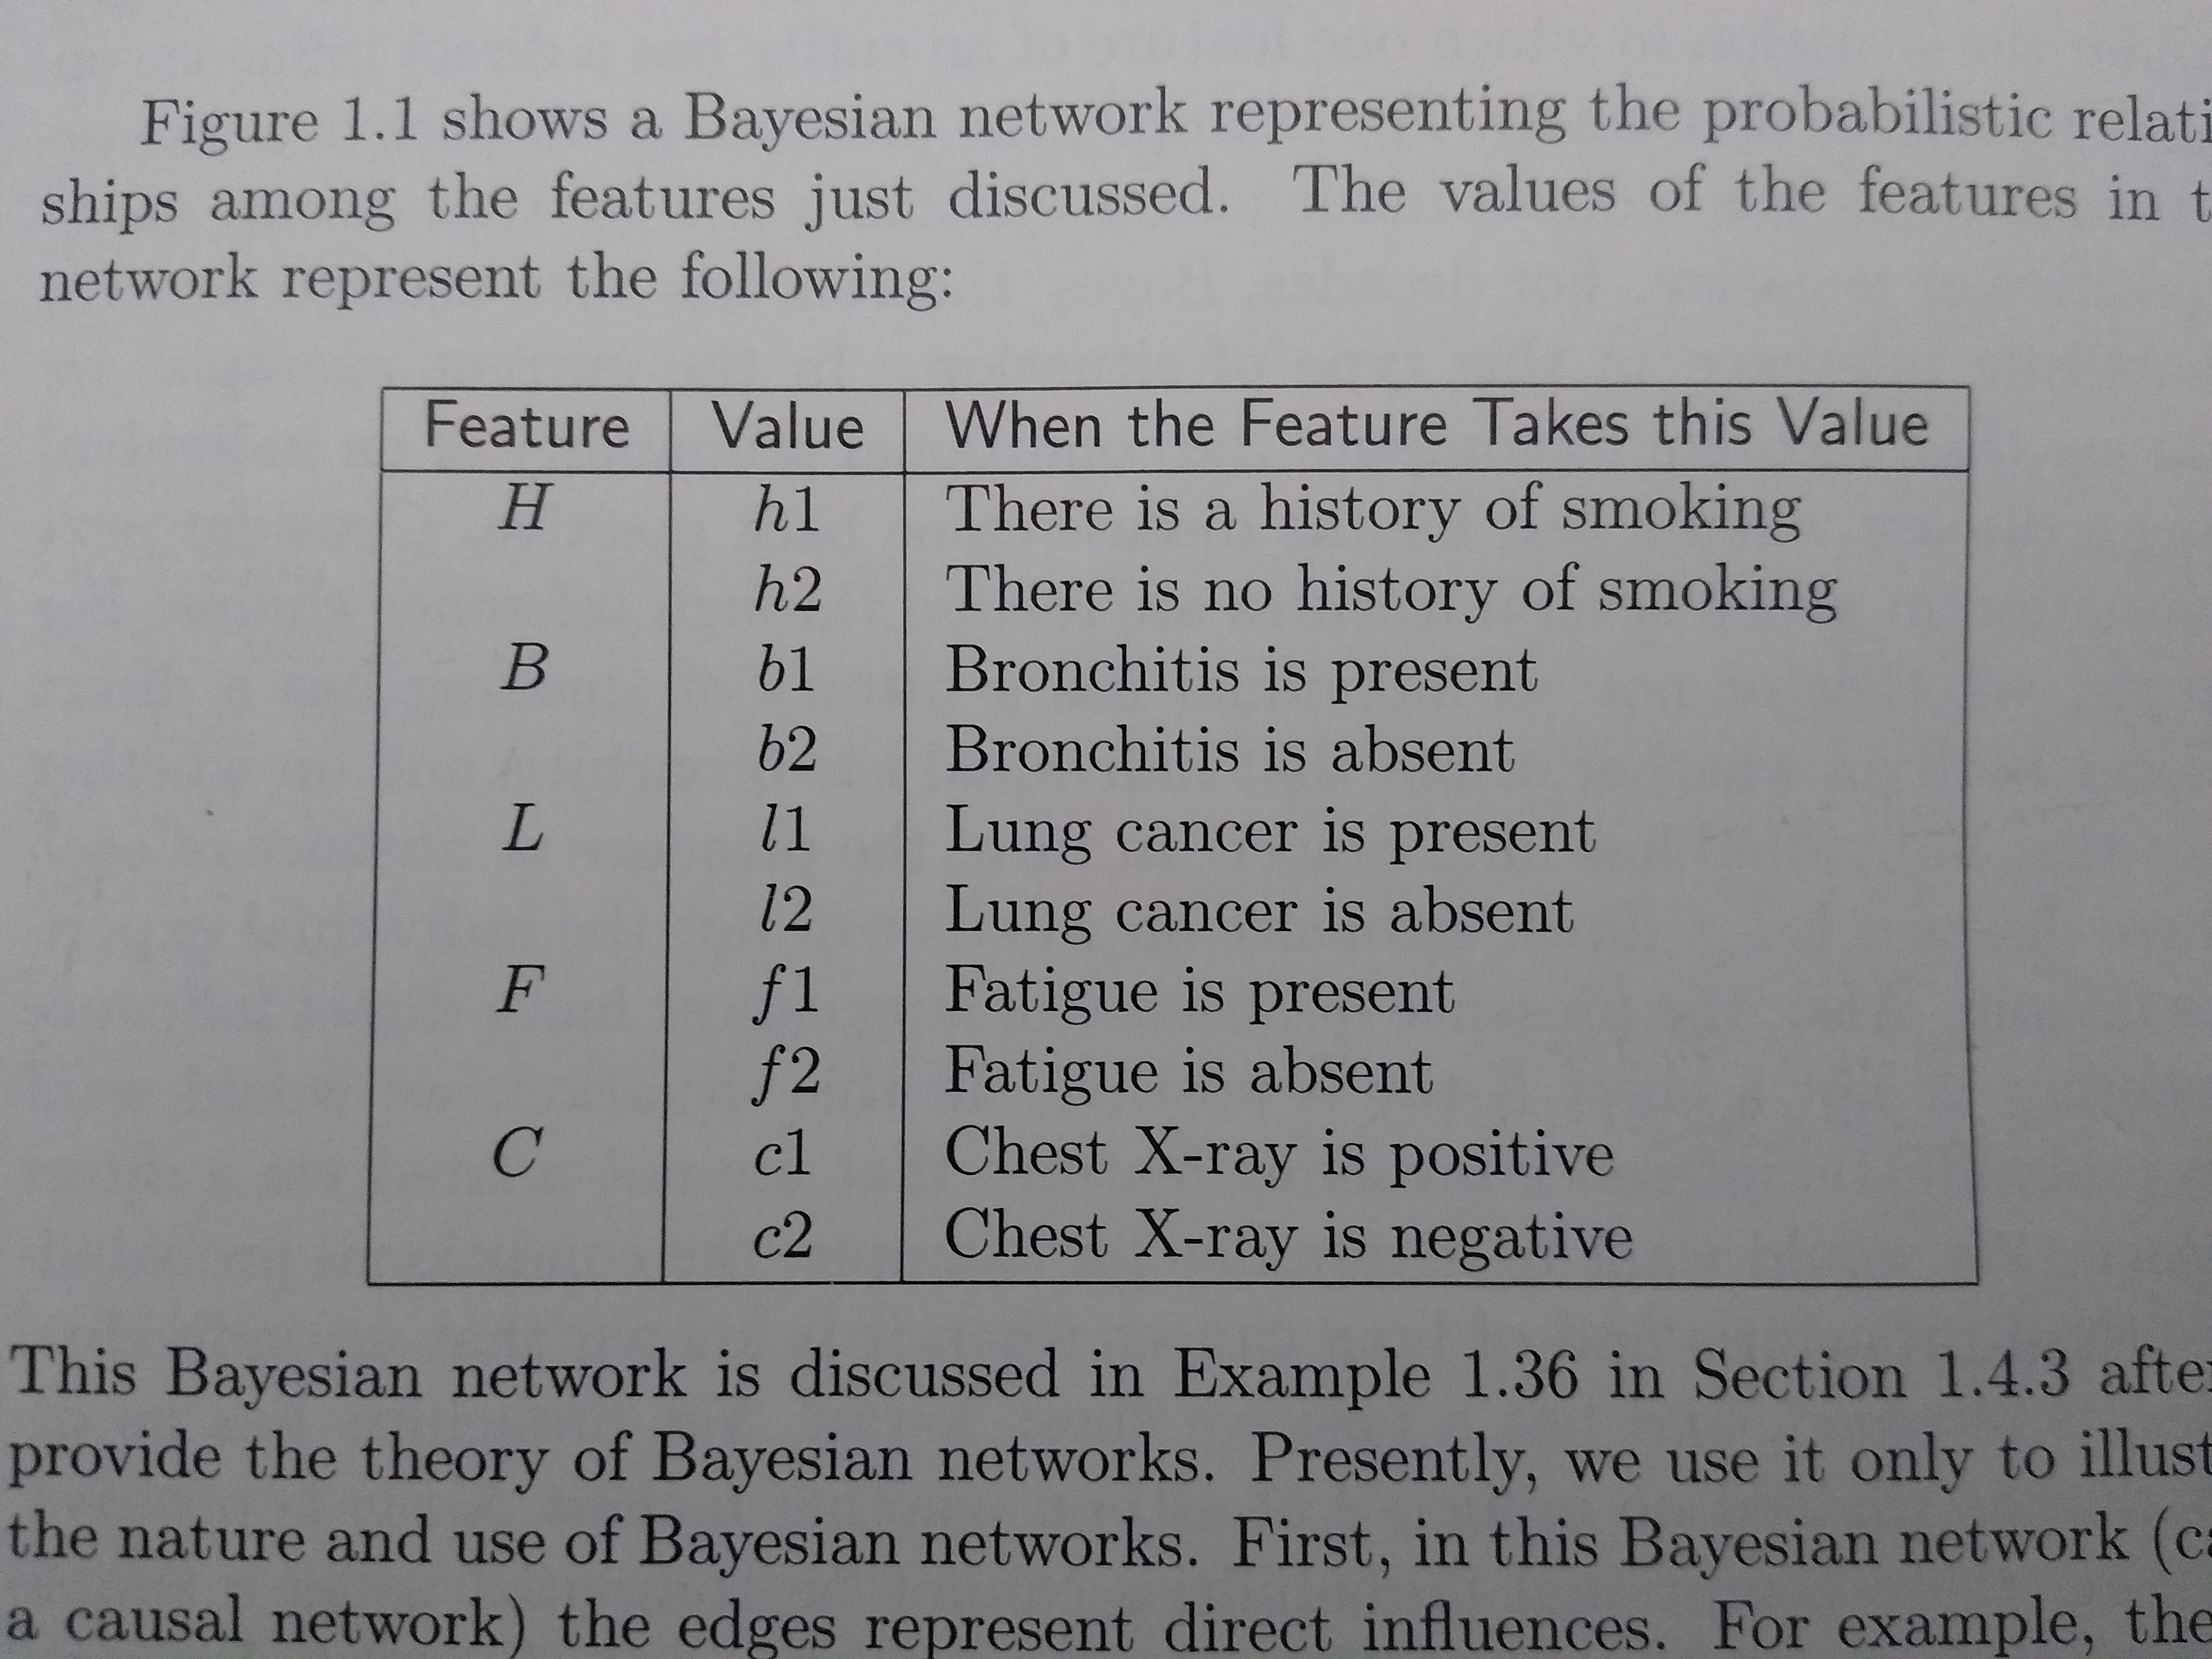 Figure 1.1 shows a Bayesian network representing the probabilistic relati
ships among the features just discussed. The values of the features in t
network represent the following:
Feature Value When the Feature Takes this Value
H h1 There is a history of smoking
h2 There is no history of smoking
B b1 Bronchitis is present
b2 Bronchitis is absent
L l1 Lung cancer is present
l2 Lung cancer is absent
F f1 Fatigue is present
f2 Fatigue is absent
C c1 Chest X-ray is positive
c2 Chest X-ray is negative
This Bayesian network is discussed in Example 1.36 in Section 1.4.3 after
provide the theory of Bayesian networks. Presently, we use it only to illust
the nature and use of Bayesian networks. First, in this Bayesian network (ca
a causal network) the edges represent direct influences. For example, the